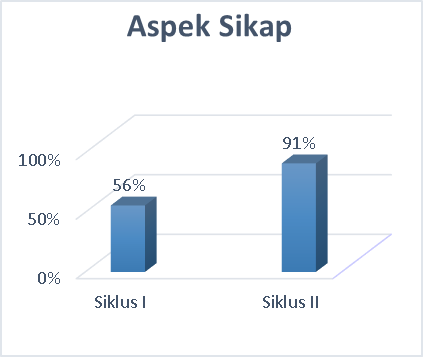 Aspek Sikap
91%
100%
56%
50%
0%
Siklus I
Siklus II